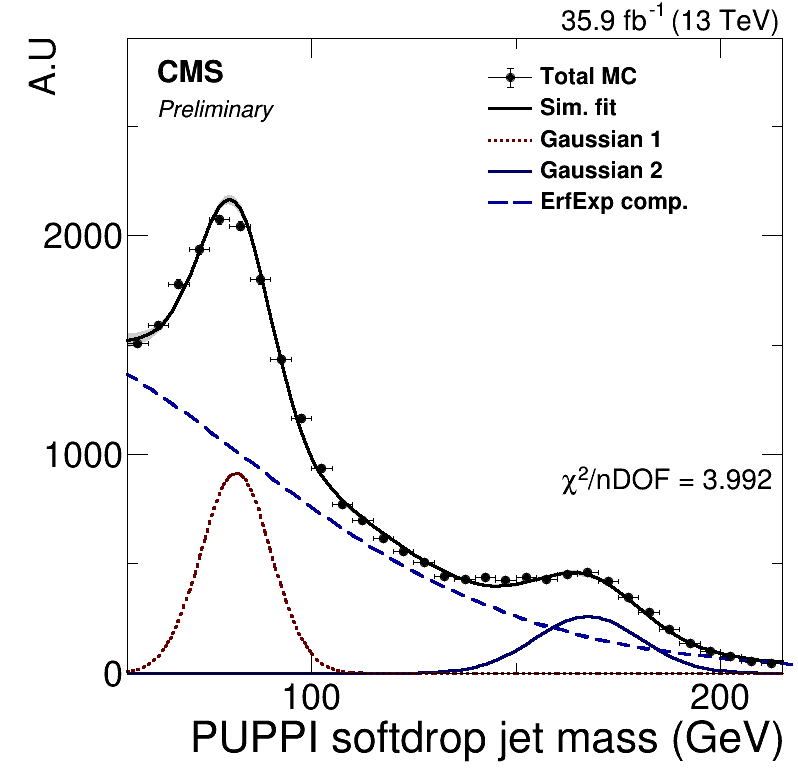 35.9 fb⁻¹ (13 TeV)
A.U
CMS
Preliminary
Total MC
Sim. fit
Gaussian 1
Gaussian 2
ErfExp comp.
2000
1000
χ²/nDOF = 3.992
0
100 200
PUPPI softdrop jet mass (GeV)